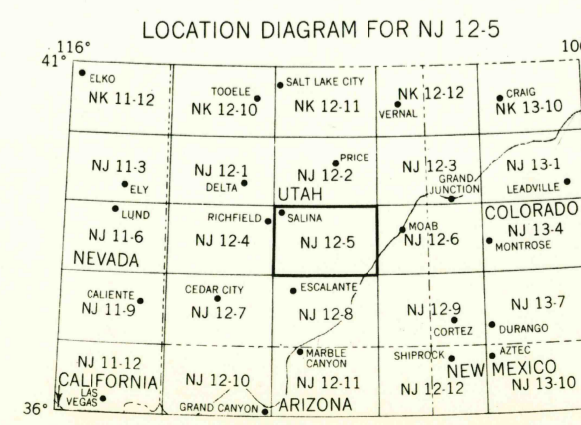 LOCATION DIAGRAM FOR NJ 12-5
116°
41°
ELKO
NK 11-12
TOOELE
NK 12-10
SALT LAKE CITY
NK 12-11
NK 12-12
VERNAL
CRAIG
NK 13-10
NJ 11-3
ELY
NJ 12-1
DELTA
PRICE
NJ 12-2
UTAH
NJ 12-3
GRAND
JUNCTION
NJ 13-1
LEADVILLE
LUND
NJ 11-6
NEVADA
RICHFIELD
NJ 12-4
SALINA
NJ 12-5
MOAB
NJ 12-6
COLORADO
NJ 13-4
MONTROSE
CALIENTE
NJ 11-9
CEDAR CITY
NJ 12-7
ESCALANTE
NJ 12-8
NJ 12-9
CORTEZ
NJ 13-7
DURANGO
NJ 11-12
CALIFORNIA
LAS
VEGAS
36°
NJ 12-10
GRAND CANYON
MARBLE
CANYON
NJ 12-11
ARIZONA
SHIPROCK
NJ 12-12
AZTEC
NEW MEXICO
NJ 13-10